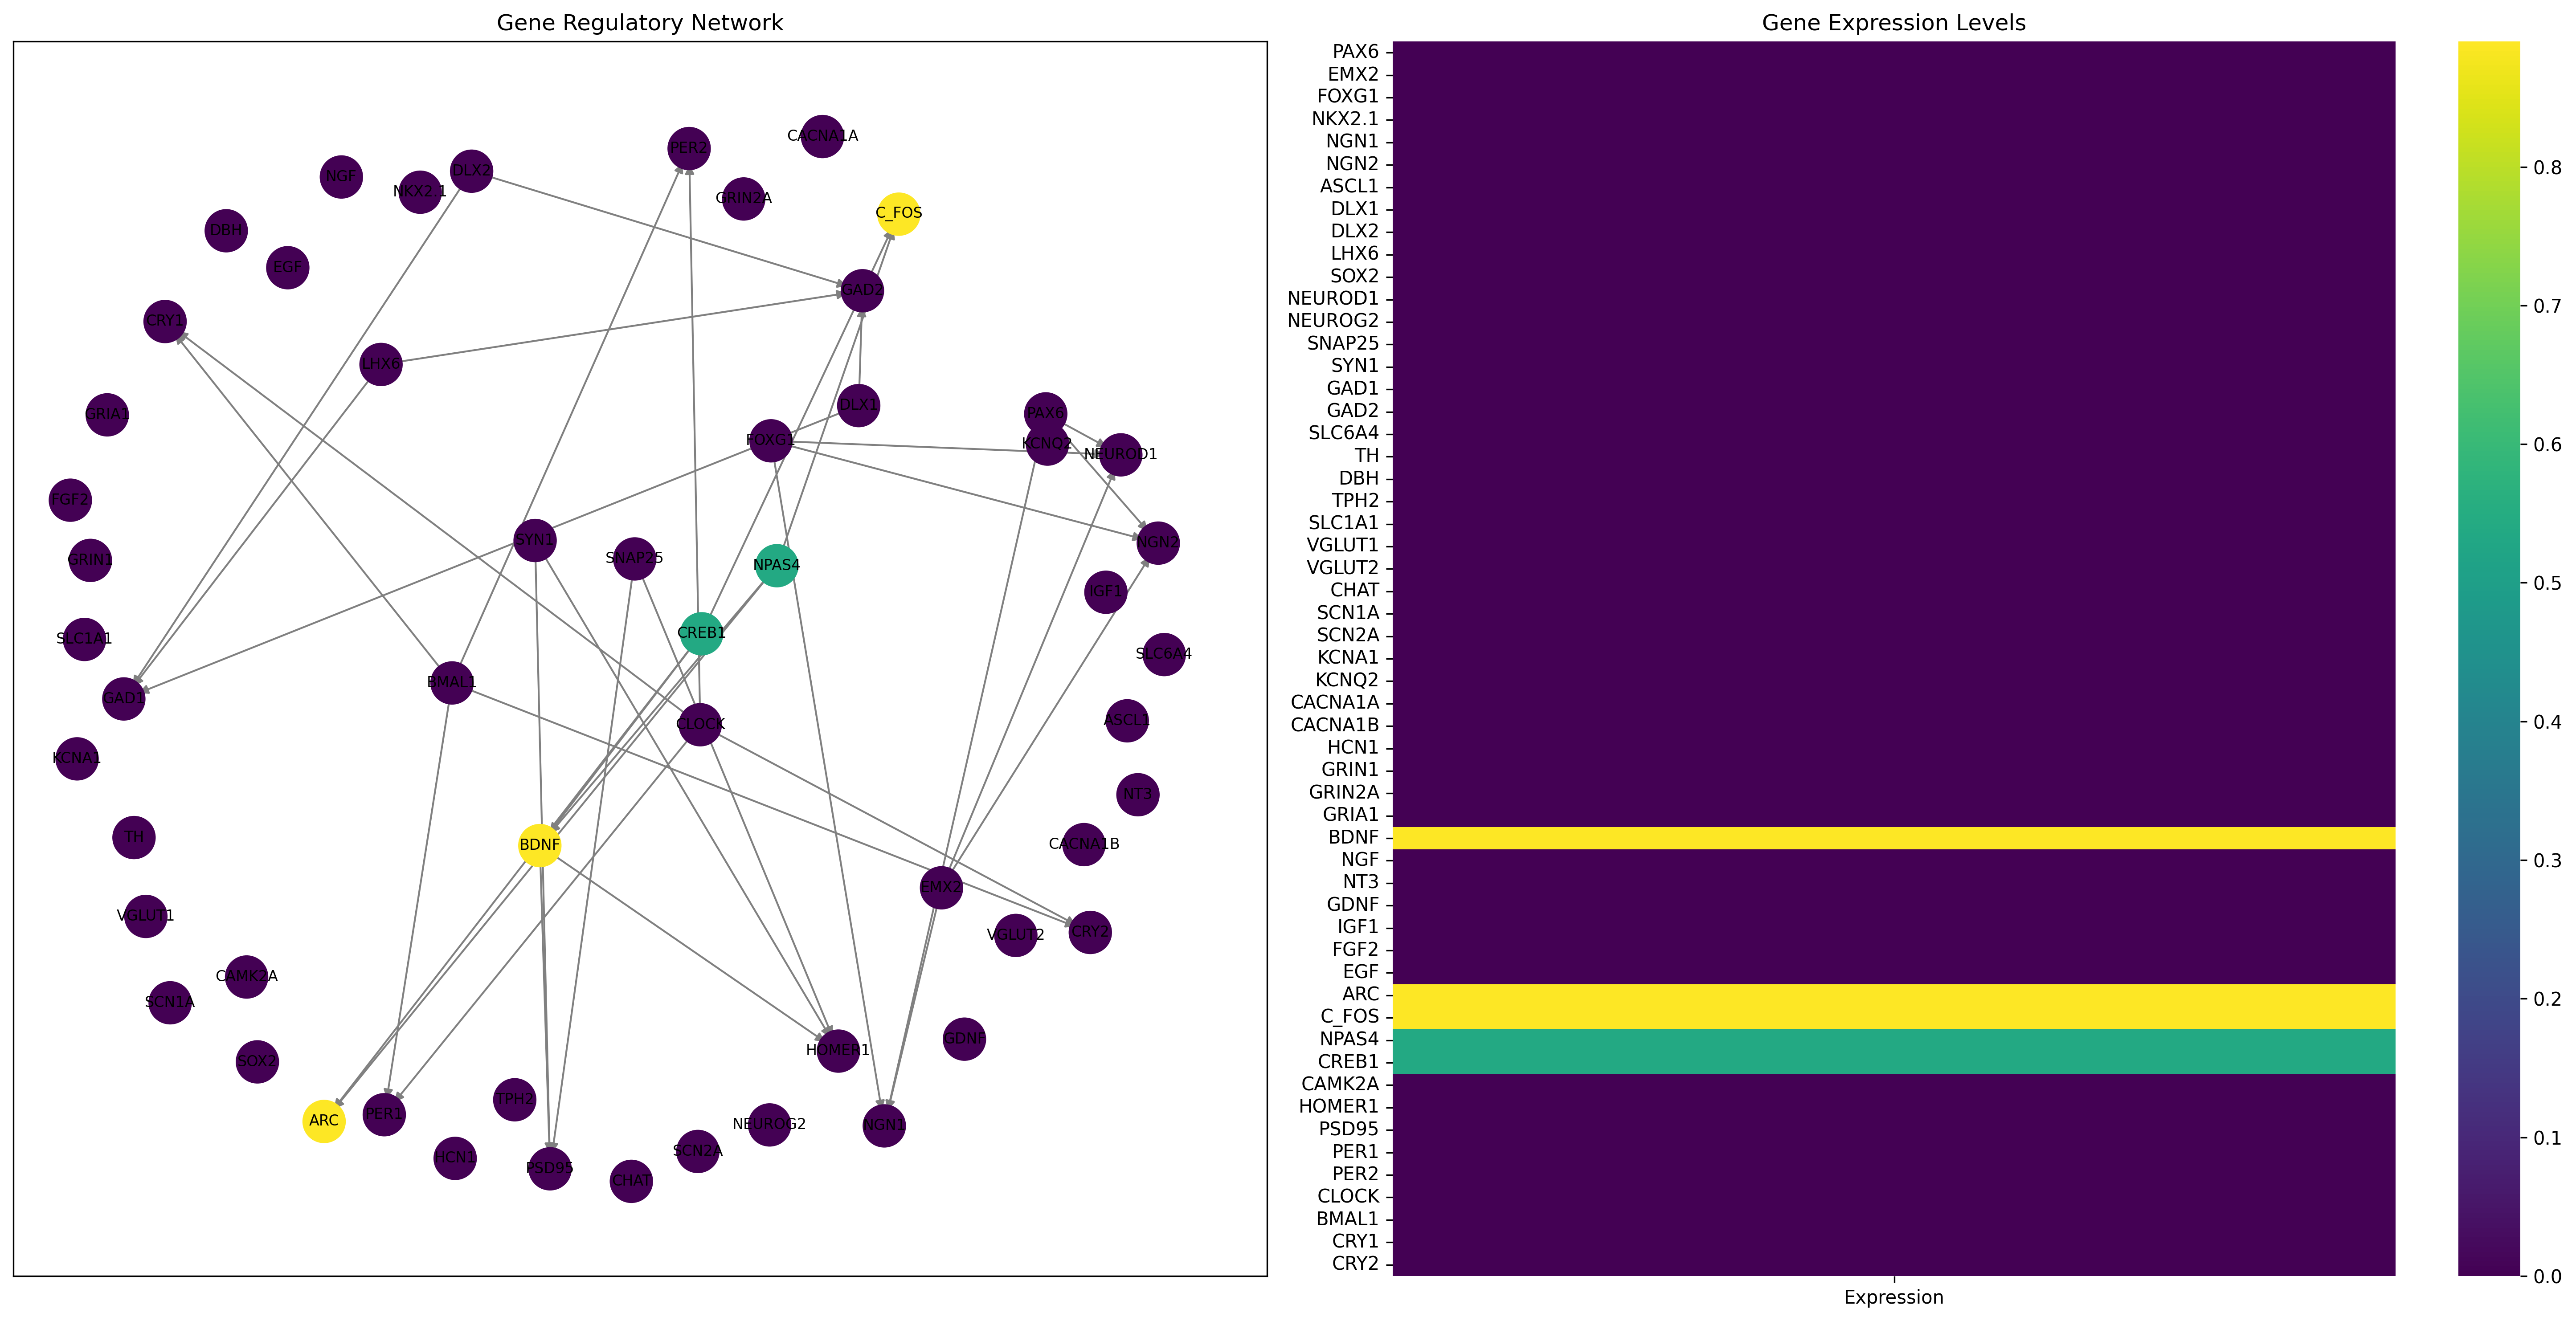 Gene Regulatory Network
CACNA1A
PER2
DLX2
NGF
NKX2.1
GRIN2A
C_FOS
DBH
EGF
GAD2
CRY1
LHX6
DLX1
GRIA1
PAX6
FOXG1
KCNQ2
NEUROD1
FGF2
SYN1
NGN2
SNAP25
GRIN1
NPAS4
IGF1
CREB1
SLC1A1
SLC6A4
BMAL1
GAD1
ASCL1
CLOCK
KCNA1
NT3
TH
BDNF
CACNA1B
EMX2
VGLUT1
CRY2
VGLUT2
CAMK2A
SCN1A
GDNF
HOMER1
SOX2
TPH2
PER1
ARC
NEUROG2
NGN1
SCN2A
HCN1
PSD95
CHAT
Gene Expression Levels
PAX6
EMX2
FOXG1
NKX2.1
NGN1
NGN2
ASCL1
DLX1
DLX2
LHX6
SOX2
NEUROD1
NEUROG2
SNAP25
SYN1
GAD1
GAD2
SLC6A4
TH
DBH
TPH2
SLC1A1
VGLUT1
VGLUT2
CHAT
SCN1A
SCN2A
KCNA1
KCNQ2
CACNA1A
CACNA1B
HCN1
GRIN1
GRIN2A
GRIA1
BDNF
NGF
NT3
GDNF
IGF1
FGF2
EGF
ARC
C_FOS
NPAS4
CREB1
CAMK2A
HOMER1
PSD95
PER1
PER2
CLOCK
BMAL1
CRY1
CRY2
Expression
0.8
0.7
0.6
0.5
0.4
0.3
0.2
0.1
0.0